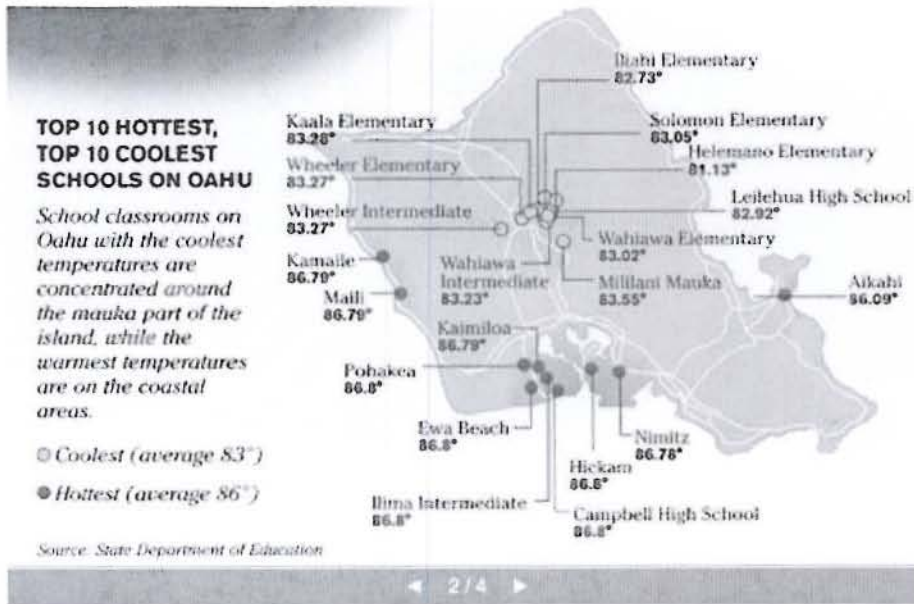 TOP 10 HOTTEST,
TOP 10 COOLEST
SCHOOLS ON OAHU
School classrooms on
Oahu with the coolest
temperatures are
concentrated around
the mauka part of the
island, while the
warmest temperatures
are on the coastal
areas.
Coolest (average 83°)
Hottest (average 86°)
Source: State Department of Education
Iliahi Elementary
82.73°
Kaala Elementary
83.28°
Solomon Elementary
83.05°
Wheeler Elementary
83.27°
Helemano Elementary
81.13°
Wheeler Intermediate
83.27°
Leilehua High School
82.92°
Wahiawa Elementary
83.02°
Kamaile
86.79°
Wahiawa
Intermediate
83.23°
Mililani Mauka
83.55°
Aikahi
86.09°
Maili
86.79°
Kaimiloa
86.79°
Pohakea
86.8°
Ewa Beach
86.8°
Nimitz
86.78°
Hickam
86.8°
Ilima Intermediate
86.8°
Campbell High School
86.8°
2/4